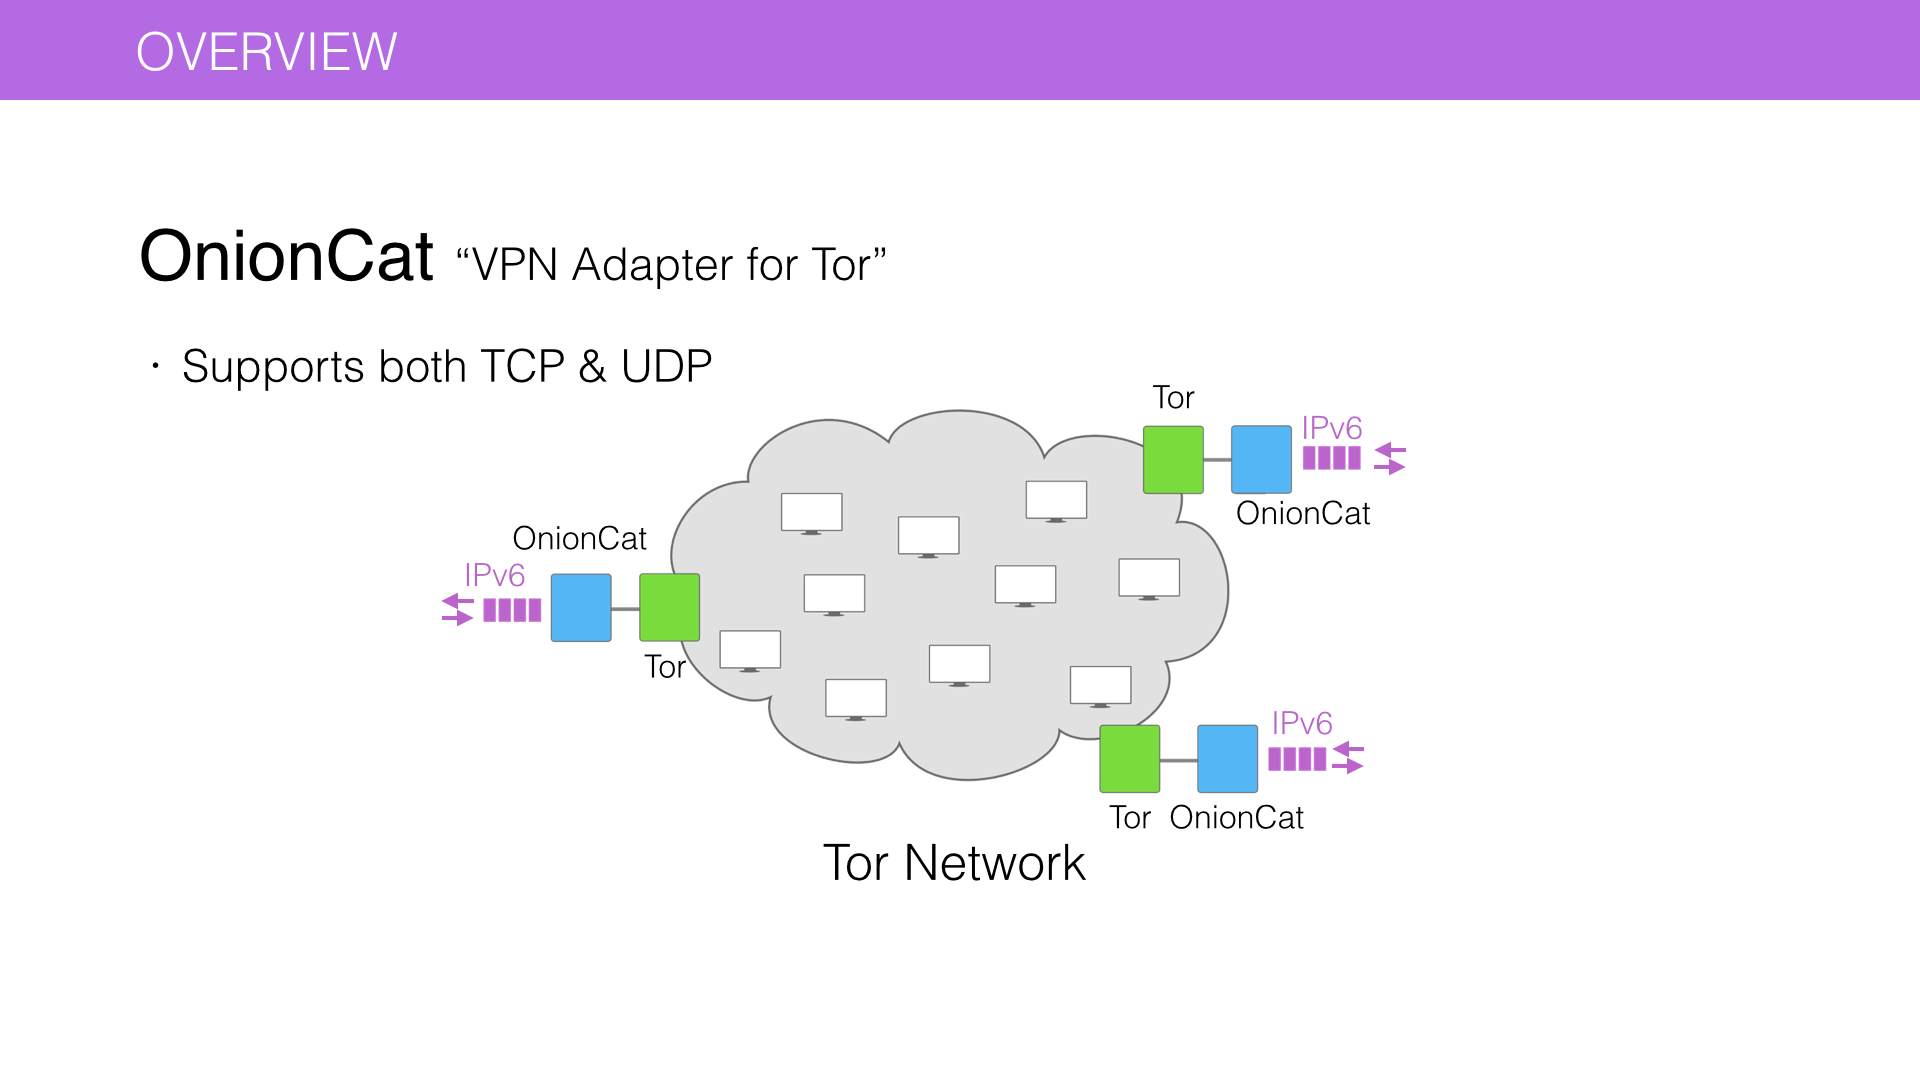 OVERVIEW
OnionCat “VPN Adapter for Tor”
· Supports both TCP & UDP
Tor
IPv6
OnionCat
OnionCat
IPv6
Tor
IPv6
Tor OnionCat
Tor Network